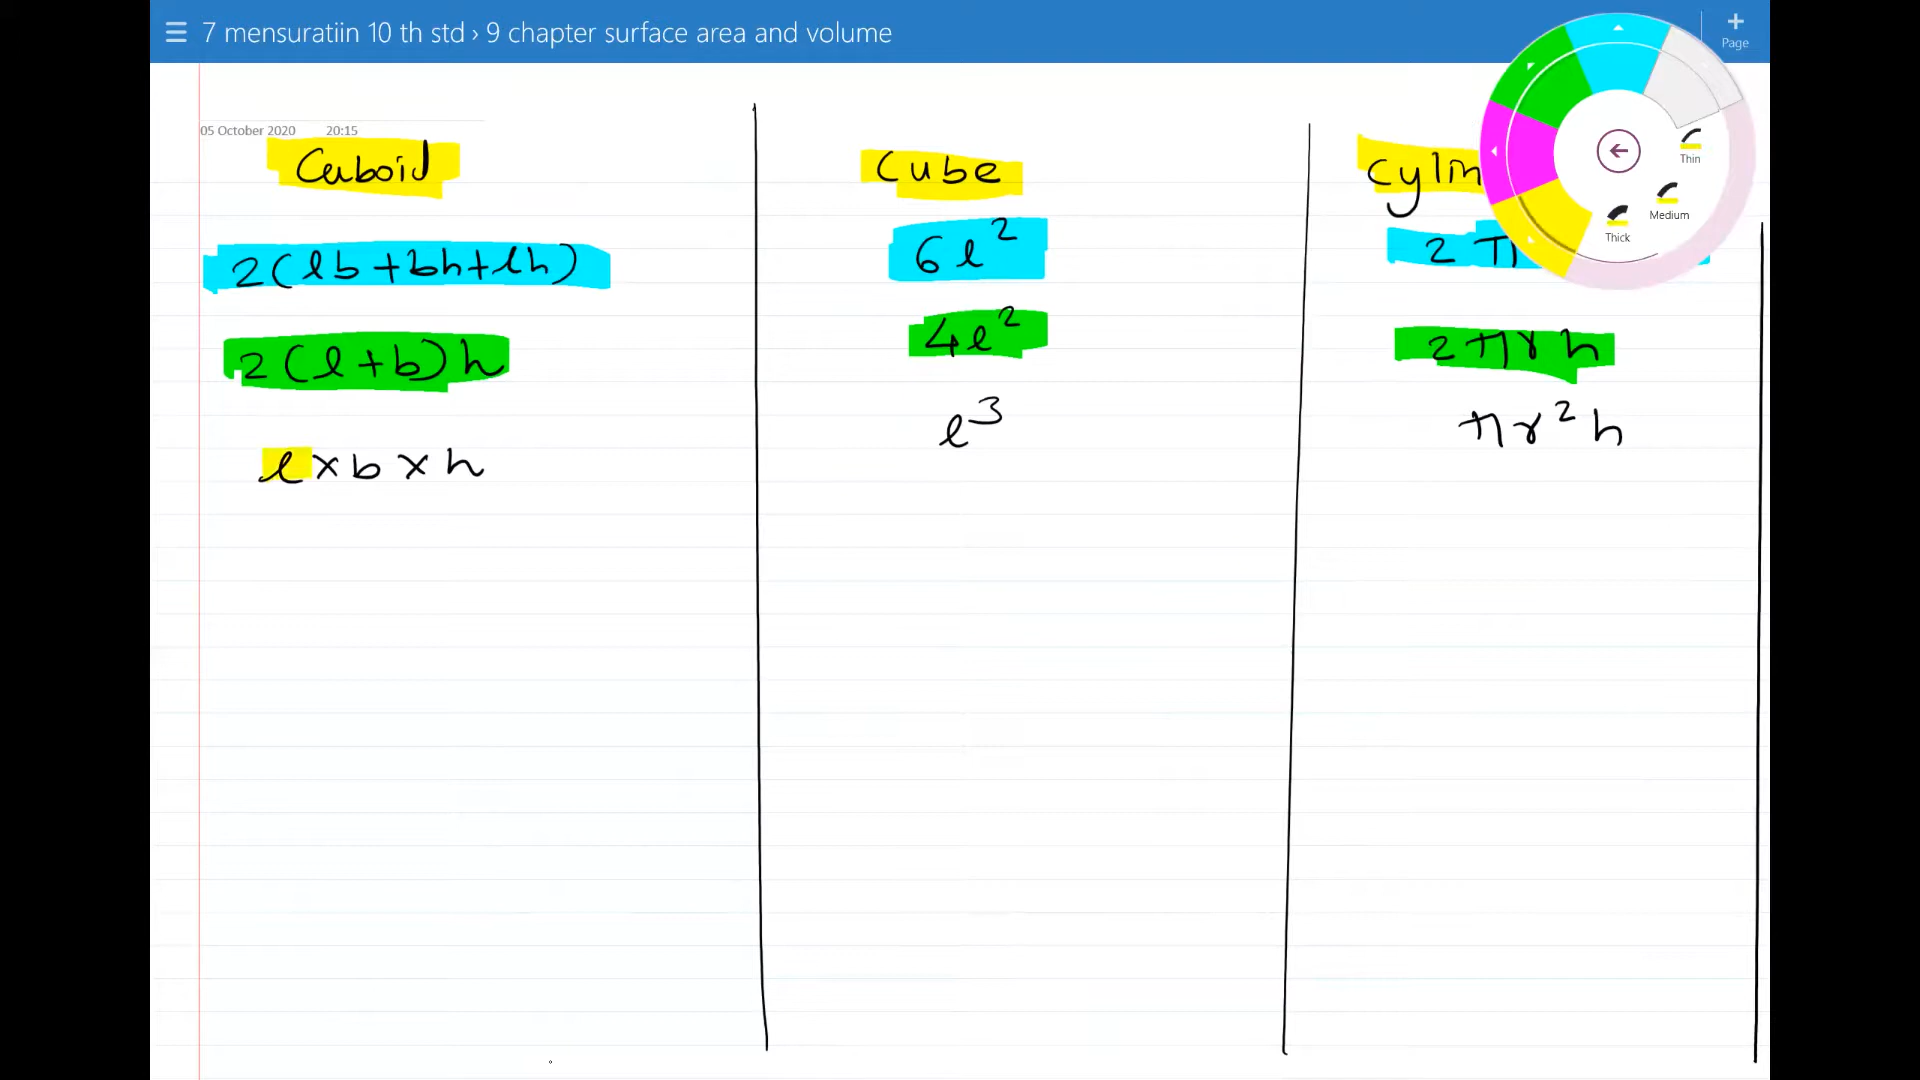 7 mensuratiin 10 th std › 9 chapter surface area and volume
Page
Thin
Medium
Thick
05 October 2020 20:15
Cuboid
2(lb+bh+lh)
2(l+b)h
l×b×h
Cube
6l²
4l²
l³
2π
2πrh
πr²h